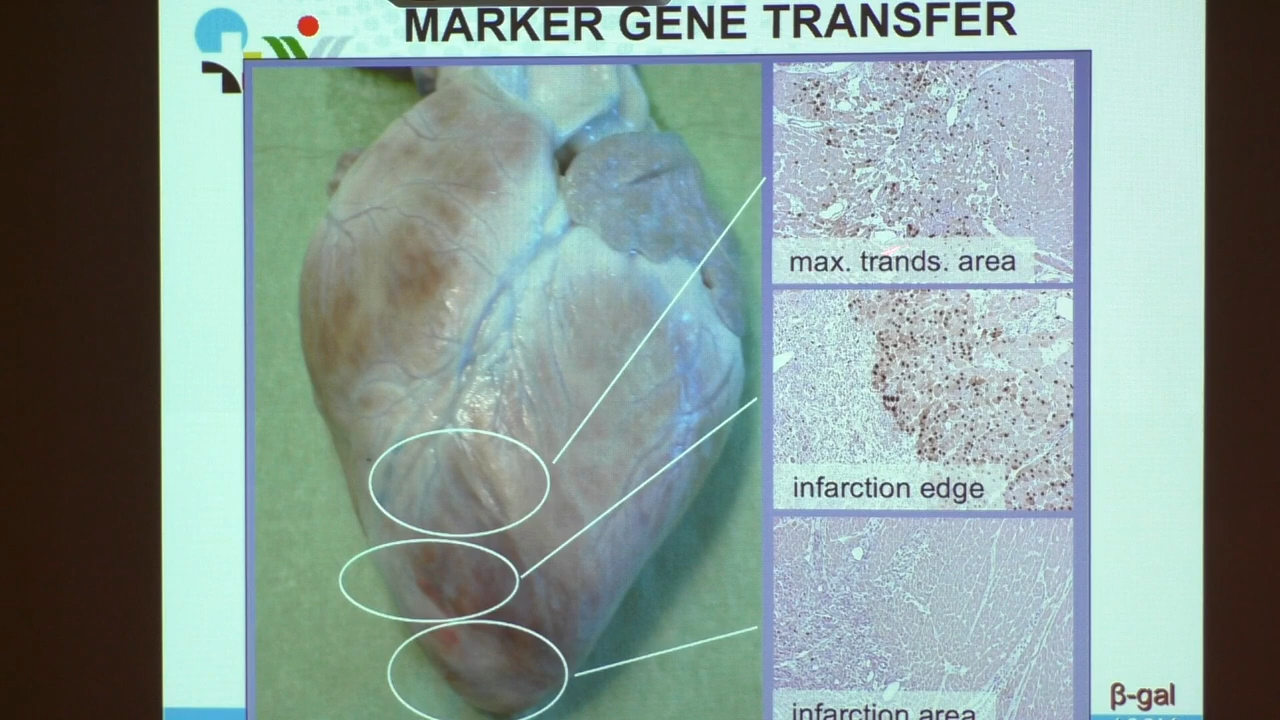 MARKER GENE TRANSFER
max. trands. area
infarction edge
infarction area
β-gal